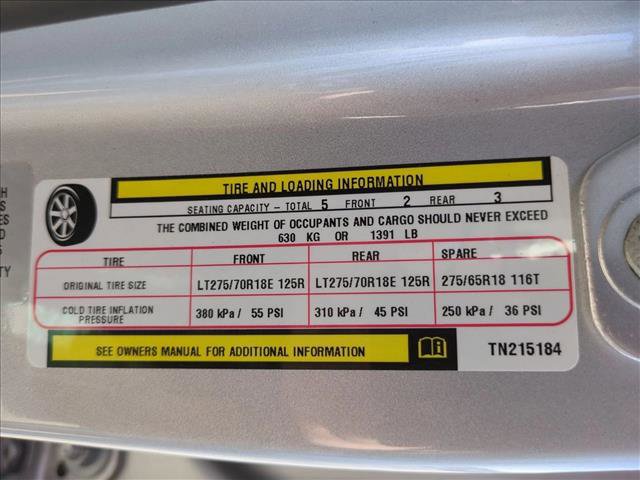 H
S
ES
D
S
TY
TIRE AND LOADING INFORMATION
SEATING CAPACITY - TOTAL 5 FRONT 2 REAR 3
THE COMBINED WEIGHT OF OCCUPANTS AND CARGO SHOULD NEVER EXCEED
630 KG OR 1391 LB
TIRE FRONT REAR SPARE
ORIGINAL TIRE SIZE LT275/70R18E 125R LT275/70R18E 125R 275/65R18 116T
COLD TIRE INFLATION PRESSURE 380 kPa / 55 PSI 310 kPa / 45 PSI 250 kPa / 36 PSI
SEE OWNERS MANUAL FOR ADDITIONAL INFORMATION TN215184